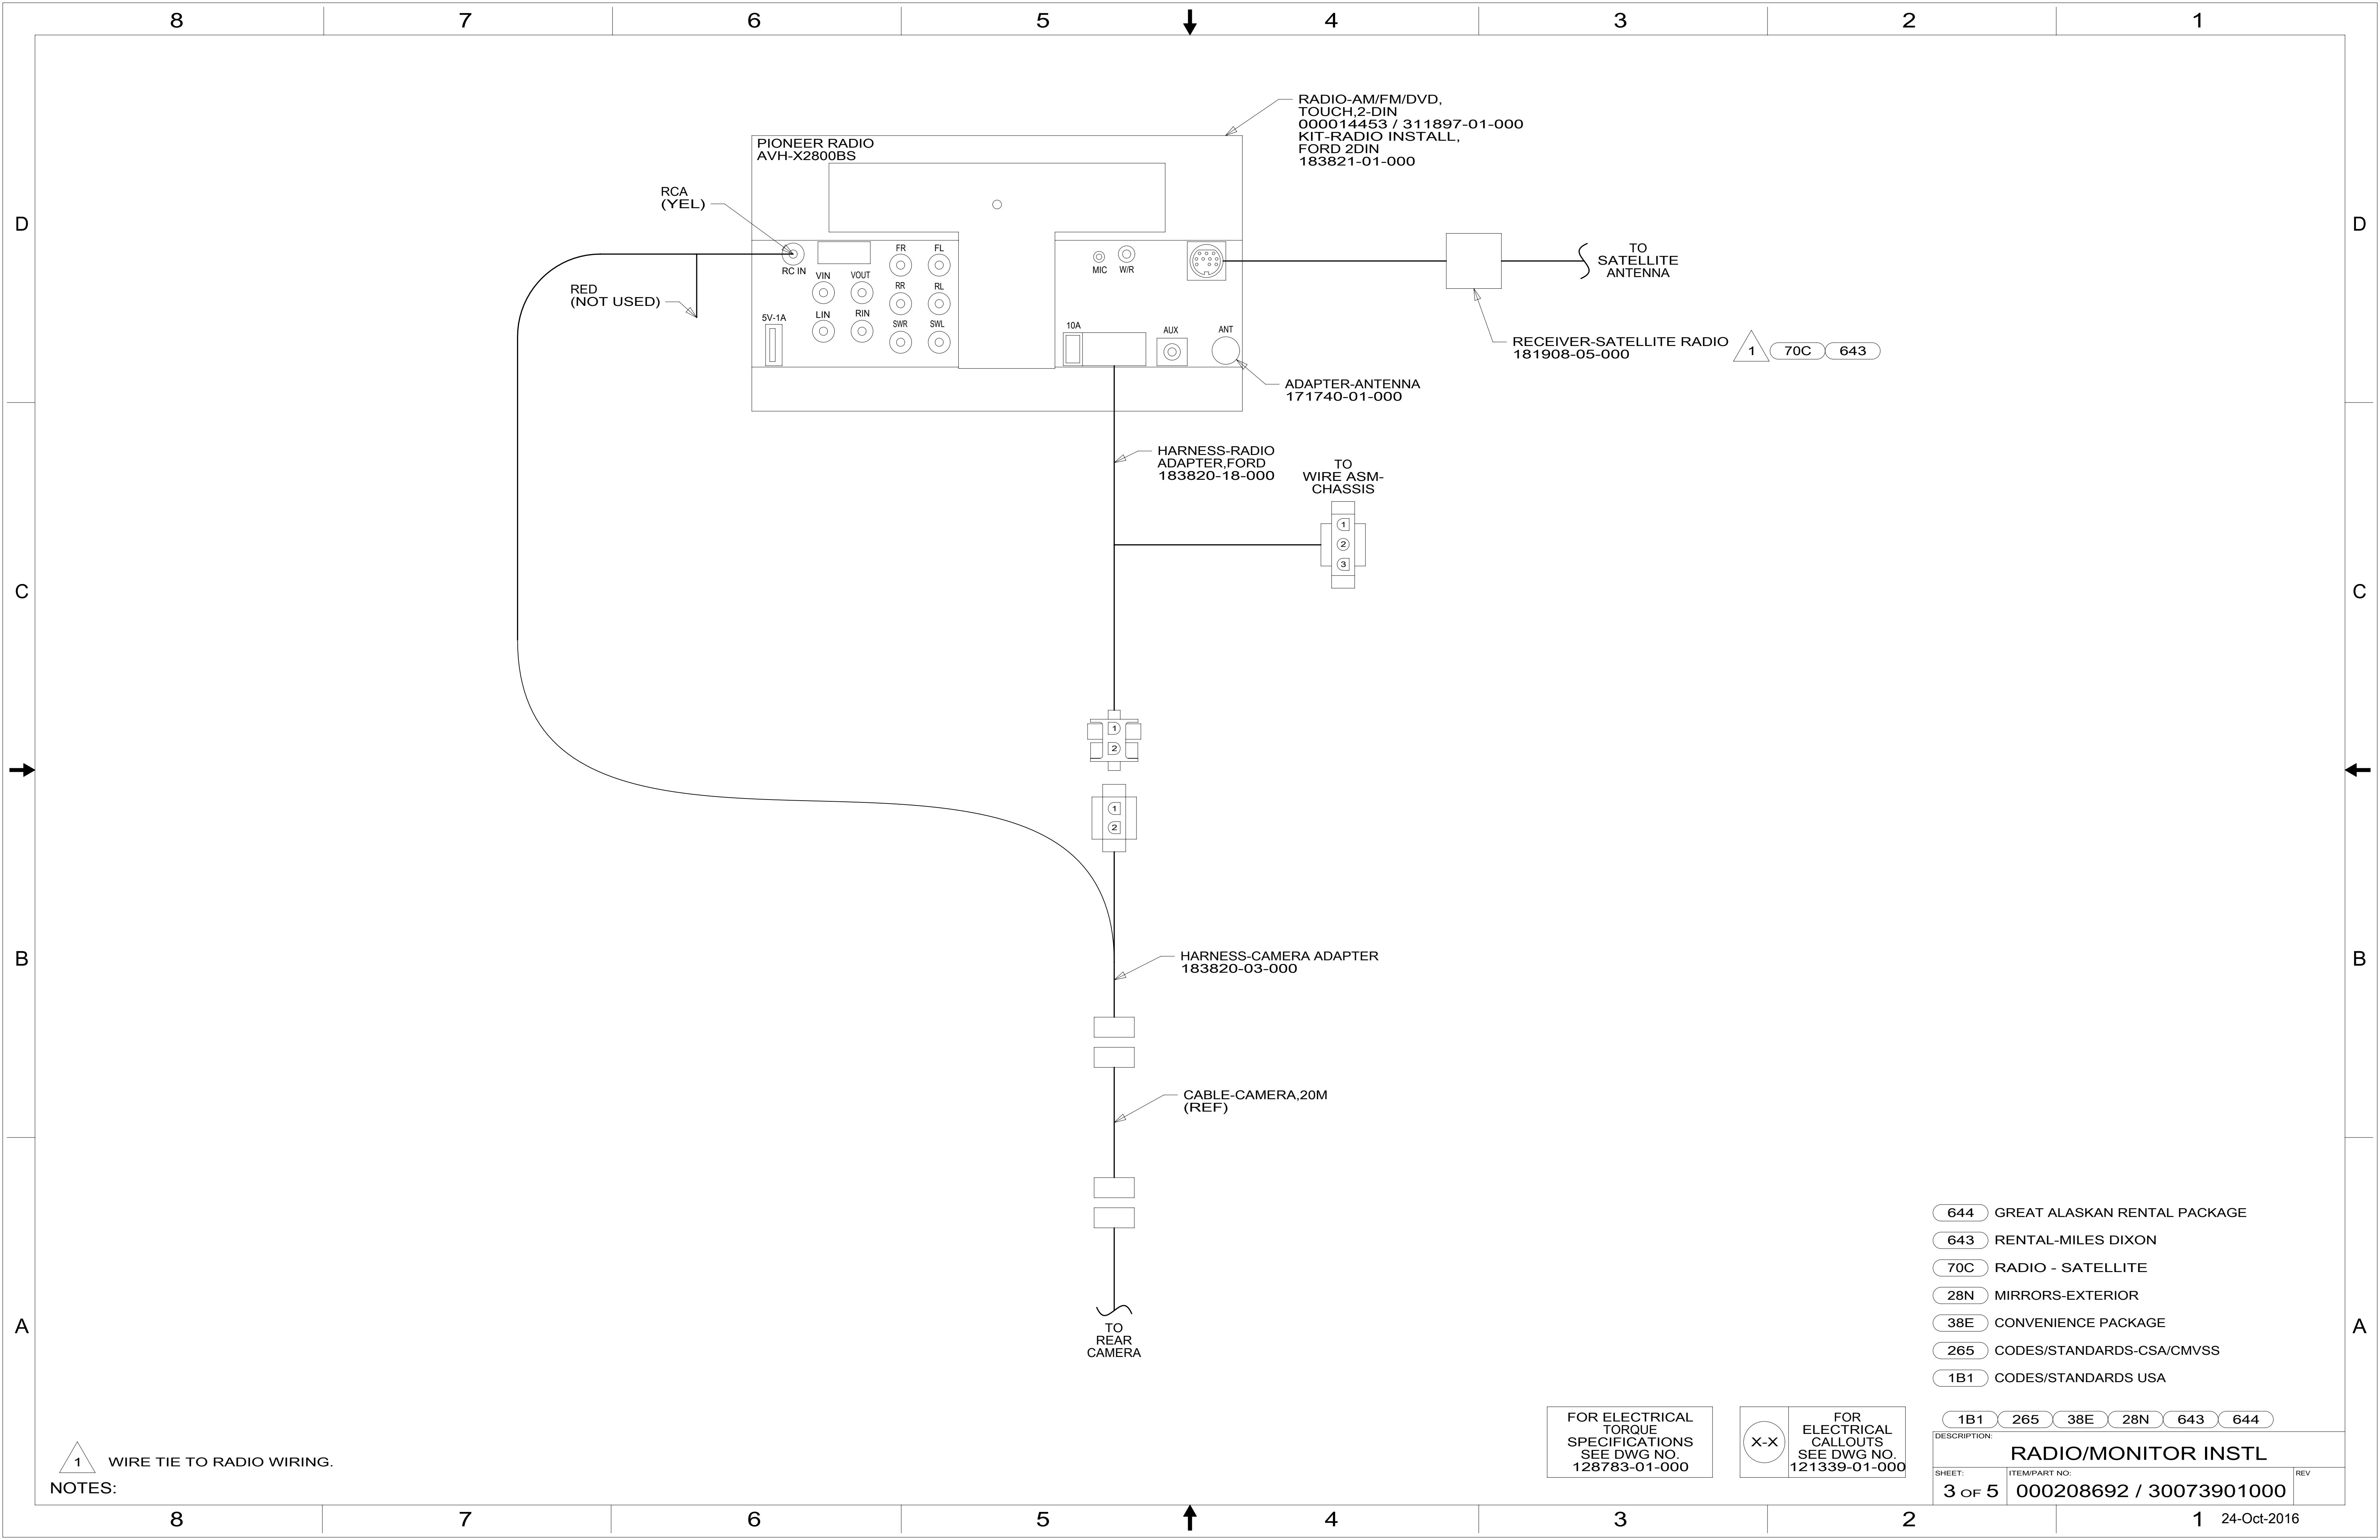 8 7 6 5 4 3 2 1
RADIO-AM/FM/DVD,
TOUCH,2-DIN
000014453 / 311897-01-000
KIT-RADIO INSTALL,
FORD 2DIN
183821-01-000
PIONEER RADIO
AVH-X2800BS
RCA
(YEL)
D
D
RC IN
VIN
VOUT
FR
FL
RR
RL
LIN
RIN
SWR
SWL
5V-1A
MIC
W/R
10A
AUX
ANT
RED
(NOT USED)
TO
SATELLITE
ANTENNA
RECEIVER-SATELLITE RADIO
181908-05-000
1 70C 643
ADAPTER-ANTENNA
171740-01-000
HARNESS-RADIO
ADAPTER,FORD
183820-18-000
TO
WIRE ASM-
CHASSIS
1
2
3
C
C
1
2
1
2
B
B
HARNESS-CAMERA ADAPTER
183820-03-000
CABLE-CAMERA,20M
(REF)
TO
REAR
CAMERA
A
A
644 GREAT ALASKAN RENTAL PACKAGE
643 RENTAL-MILES DIXON
70C RADIO - SATELLITE
28N MIRRORS-EXTERIOR
38E CONVENIENCE PACKAGE
265 CODES/STANDARDS-CSA/CMVSS
1B1 CODES/STANDARDS USA
1B1 265 38E 28N 643 644
FOR ELECTRICAL
TORQUE
SPECIFICATIONS
SEE DWG NO.
128783-01-000
X-X
FOR
ELECTRICAL
CALLOUTS
SEE DWG NO.
121339-01-000
DESCRIPTION:
RADIO/MONITOR INSTL
SHEET:
3 OF 5
ITEM/PART NO:
000208692 / 30073901000
REV
1 WIRE TIE TO RADIO WIRING.
NOTES:
8 7 6 5 4 3 2 1
24-Oct-2016